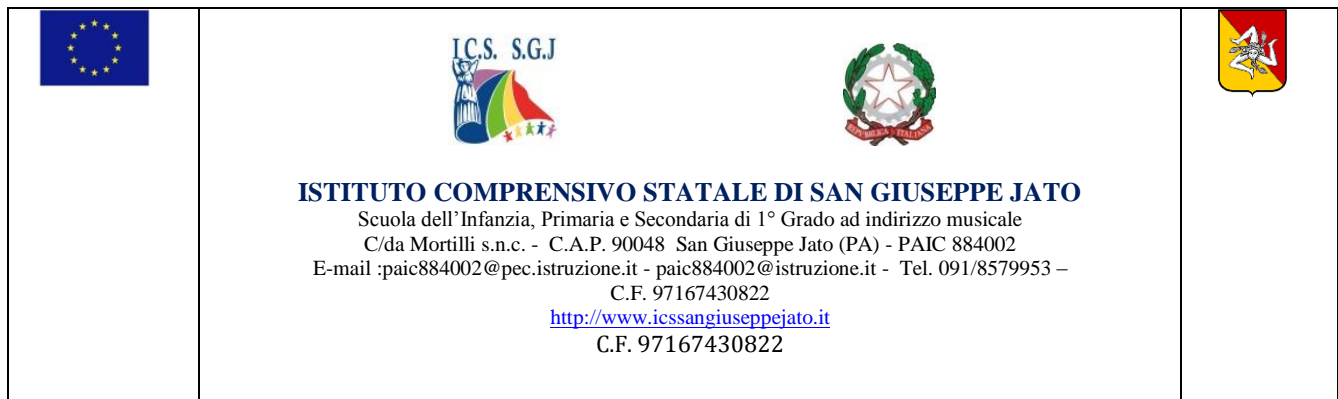 I.C.S. S.G.J
REPVBBLICA ITALIANA
ISTITUTO COMPRENSIVO STATALE DI SAN GIUSEPPE JATO
Scuola dell’Infanzia, Primaria e Secondaria di 1° Grado ad indirizzo musicale
C/da Mortilli s.n.c. - C.A.P. 90048 San Giuseppe Jato (PA) - PAIC 884002
E-mail :paic884002@pec.istruzione.it - paic884002@istruzione.it - Tel. 091/8579953 –
C.F. 97167430822
http://www.icssangiuseppejato.it
C.F. 97167430822